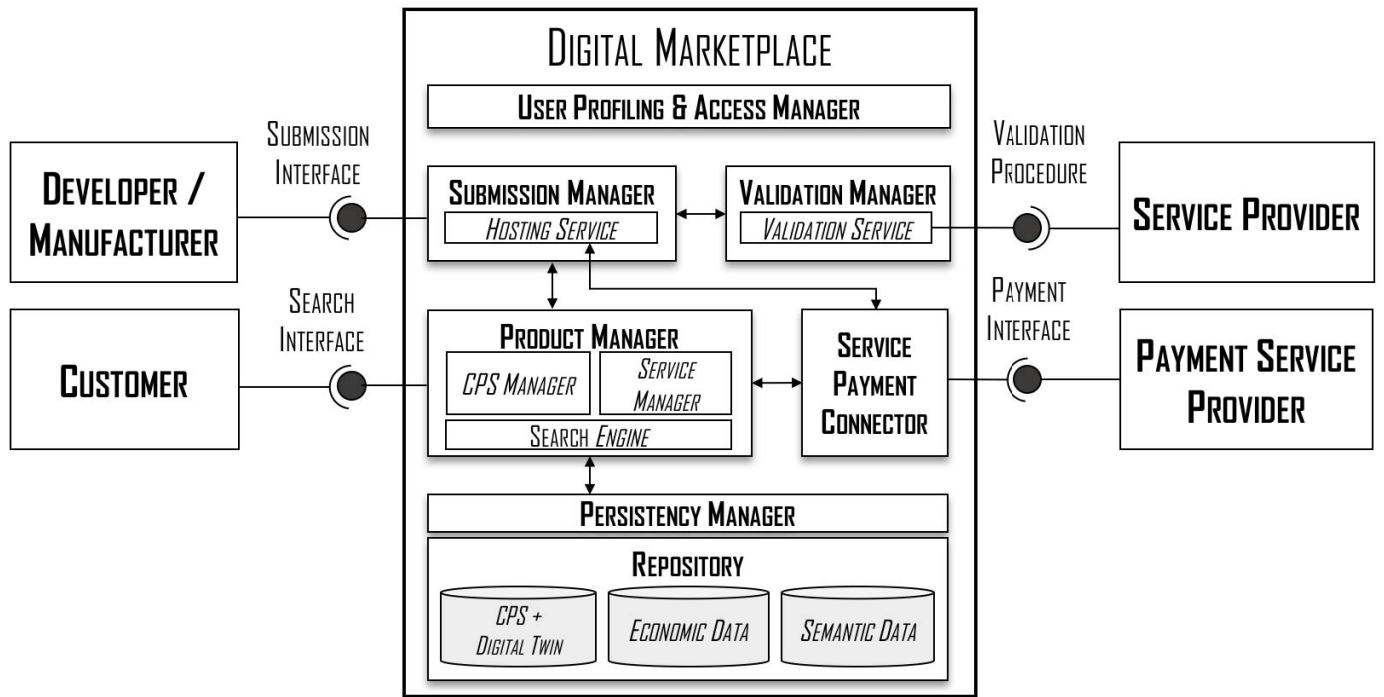 DIGITAL MARKETPLACE
USER PROFILING & ACCESS MANAGER
SUBMISSION
INTERFACE
VALIDATION
PROCEDURE
DEVELOPER /
MANUFACTURER
SUBMISSION MANAGER
HOSTING SERVICE
VALIDATION MANAGER
VALIDATION SERVICE
SERVICE PROVIDER
SEARCH
INTERFACE
PAYMENT
INTERFACE
CUSTOMER
PRODUCT MANAGER
CPS MANAGER
SERVICE
MANAGER
SEARCH ENGINE
SERVICE
PAYMENT
CONNECTOR
PAYMENT SERVICE
PROVIDER
PERSISTENCY MANAGER
REPOSITORY
CPS +
DIGITAL TWIN
ECONOMIC DATA
SEMANTIC DATA